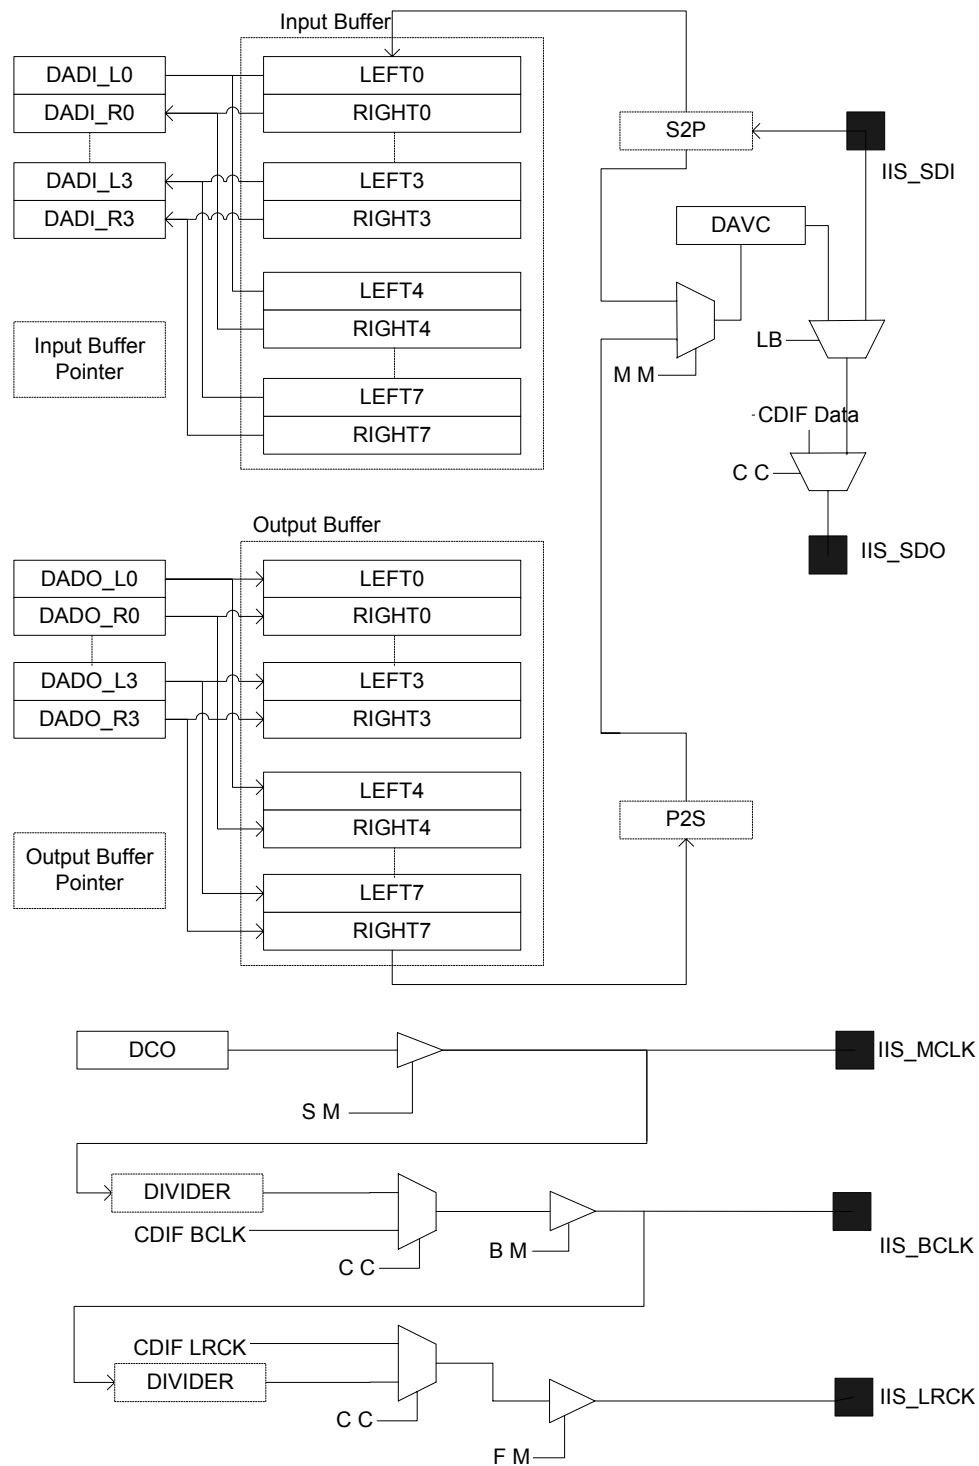 Input Buffer
DADI_L0
DADI_R0
DADI_L3
DADI_R3
LEFT0
RIGHT0
LEFT3
RIGHT3
LEFT4
RIGHT4
LEFT7
RIGHT7
Input Buffer
Pointer
S2P
IIS_SDI
DAVC
LB
M M
CDIF Data
C C
IIS_SDO
Output Buffer
DADO_L0
DADO_R0
DADO_L3
DADO_R3
LEFT0
RIGHT0
LEFT3
RIGHT3
LEFT4
RIGHT4
LEFT7
RIGHT7
Output Buffer
Pointer
P2S
DCO
S M
IIS_MCLK
DIVIDER
CDIF BCLK
C C
B M
IIS_BCLK
CDIF LRCK
DIVIDER
C C
F M
IIS_LRCK